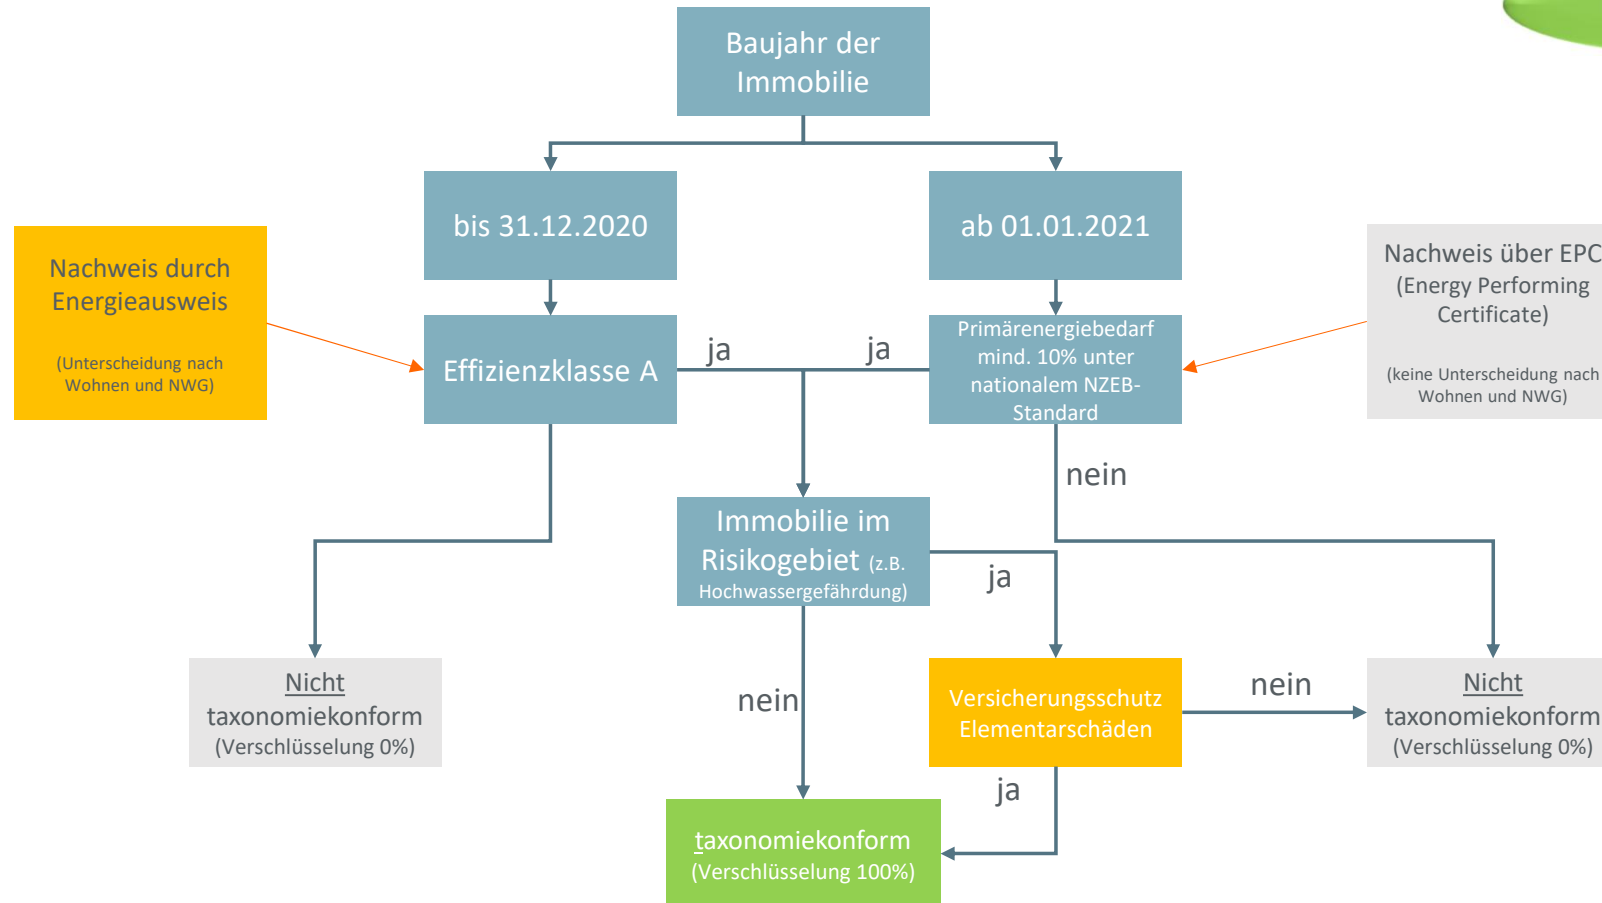 Baujahr der
Immobilie
bis 31.12.2020
ab 01.01.2021
Nachweis durch
Energieausweis
(Unterscheidung nach
Wohnen und NWG)
Nachweis über EPC
(Energy Performing
Certificate)
(keine Unterscheidung nach
Wohnen und NWG)
Effizienzklasse A
ja
ja
Primärenergiebedarf
mind. 10% unter
nationalem NZEB-
Standard
nein
Immobilie im
Risikogebiet (z.B.
Hochwassergefährdung)
ja
nein
Nicht
taxonomiekonform
(Verschlüsselung 0%)
Versicherungsschutz
Elementarschäden
nein
Nicht
taxonomiekonform
(Verschlüsselung 0%)
ja
taxonomiekonform
(Verschlüsselung 100%)